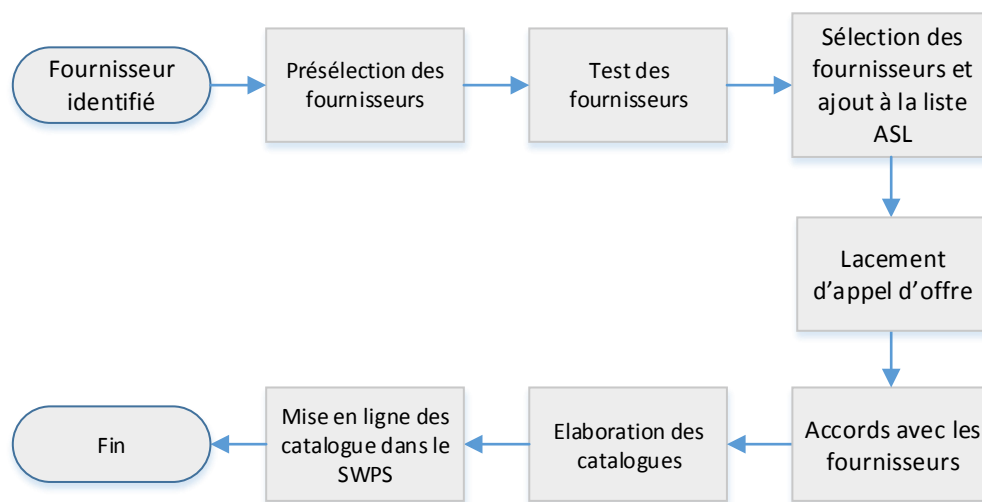 Fournisseur
identifié
Présélection des
fournisseurs
Test des
fournisseurs
Sélection des
fournisseurs et
ajout à la liste
ASL
Lacement
d’appel d’offre
Accords avec les
fournisseurs
Elaboration des
catalogues
Mise en ligne des
catalogue dans le
SWPS
Fin